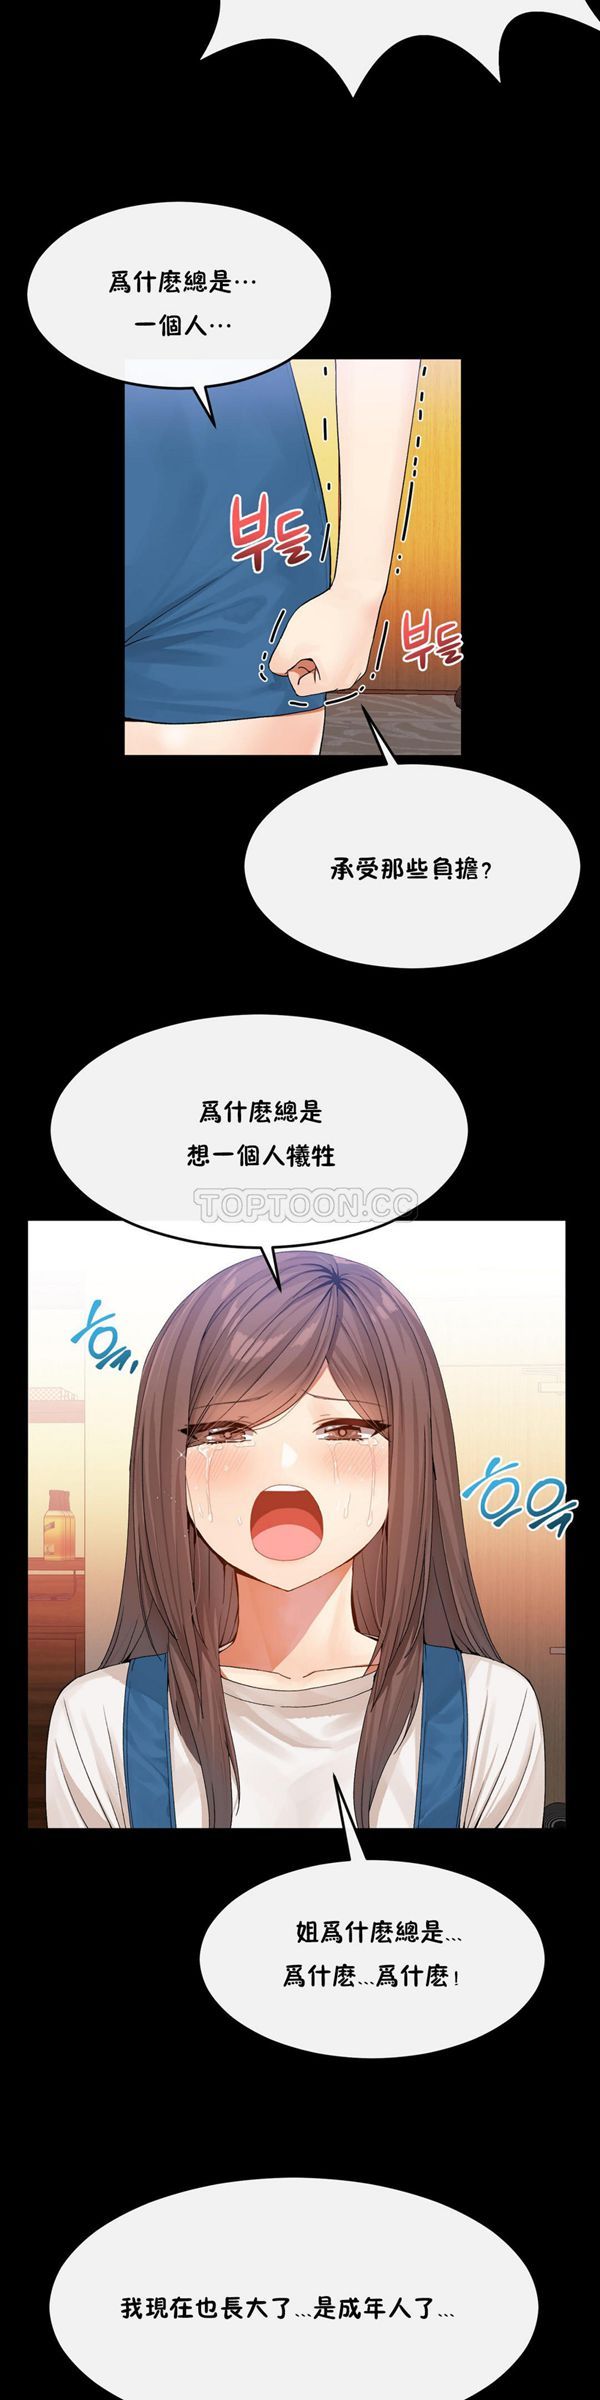 爲什麽總是…
一個人…
부들
부들
承受那些負擔?
爲什麽總是
想一個人犧牲
TOPTOON.CC
姐爲什麽總是...
爲什麽...爲什麽!
我現在也長大了...是成年人了...